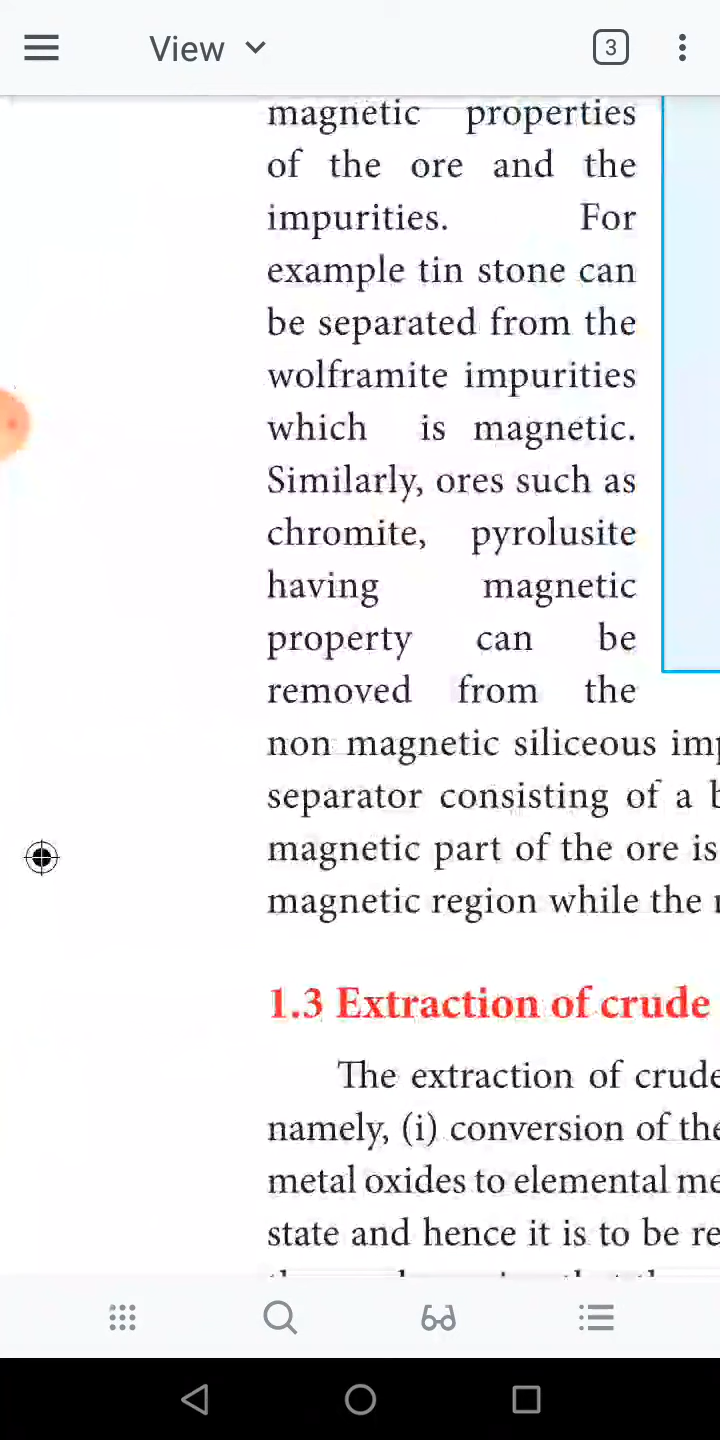 View
3
magnetic properties
of the ore and the
impurities. For
example tin stone can
be separated from the
wolframite impurities
which is magnetic.
Similarly, ores such as
chromite, pyrolusite
having magnetic
property can be
removed from the
non magnetic siliceous
separator consisting of a
magnetic part of the ore is
magnetic region while the
1.3 Extraction of crude
The extraction of crude
namely, (i) conversion of the
metal oxides to elemental
state and hence it is to be